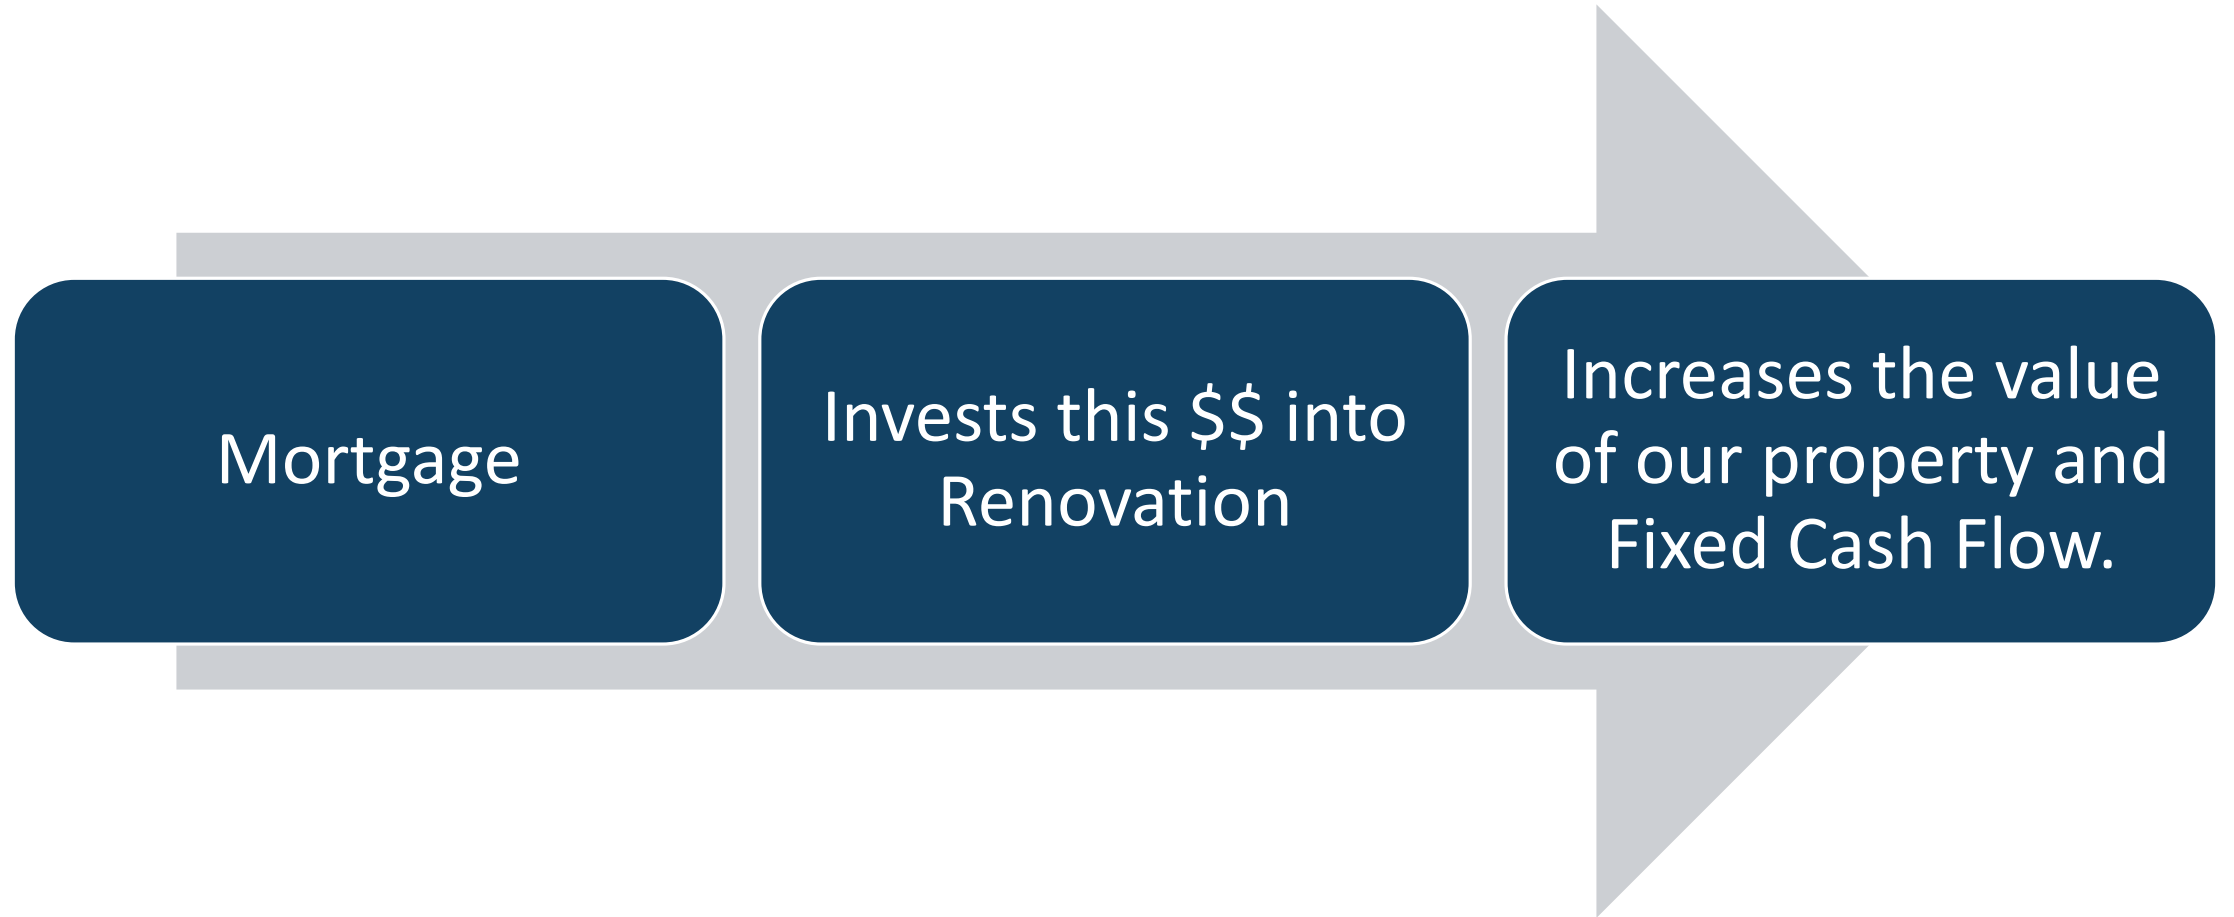 Mortgage
Invests this $$ into
Renovation
Increases the value
of our property and
Fixed Cash Flow.